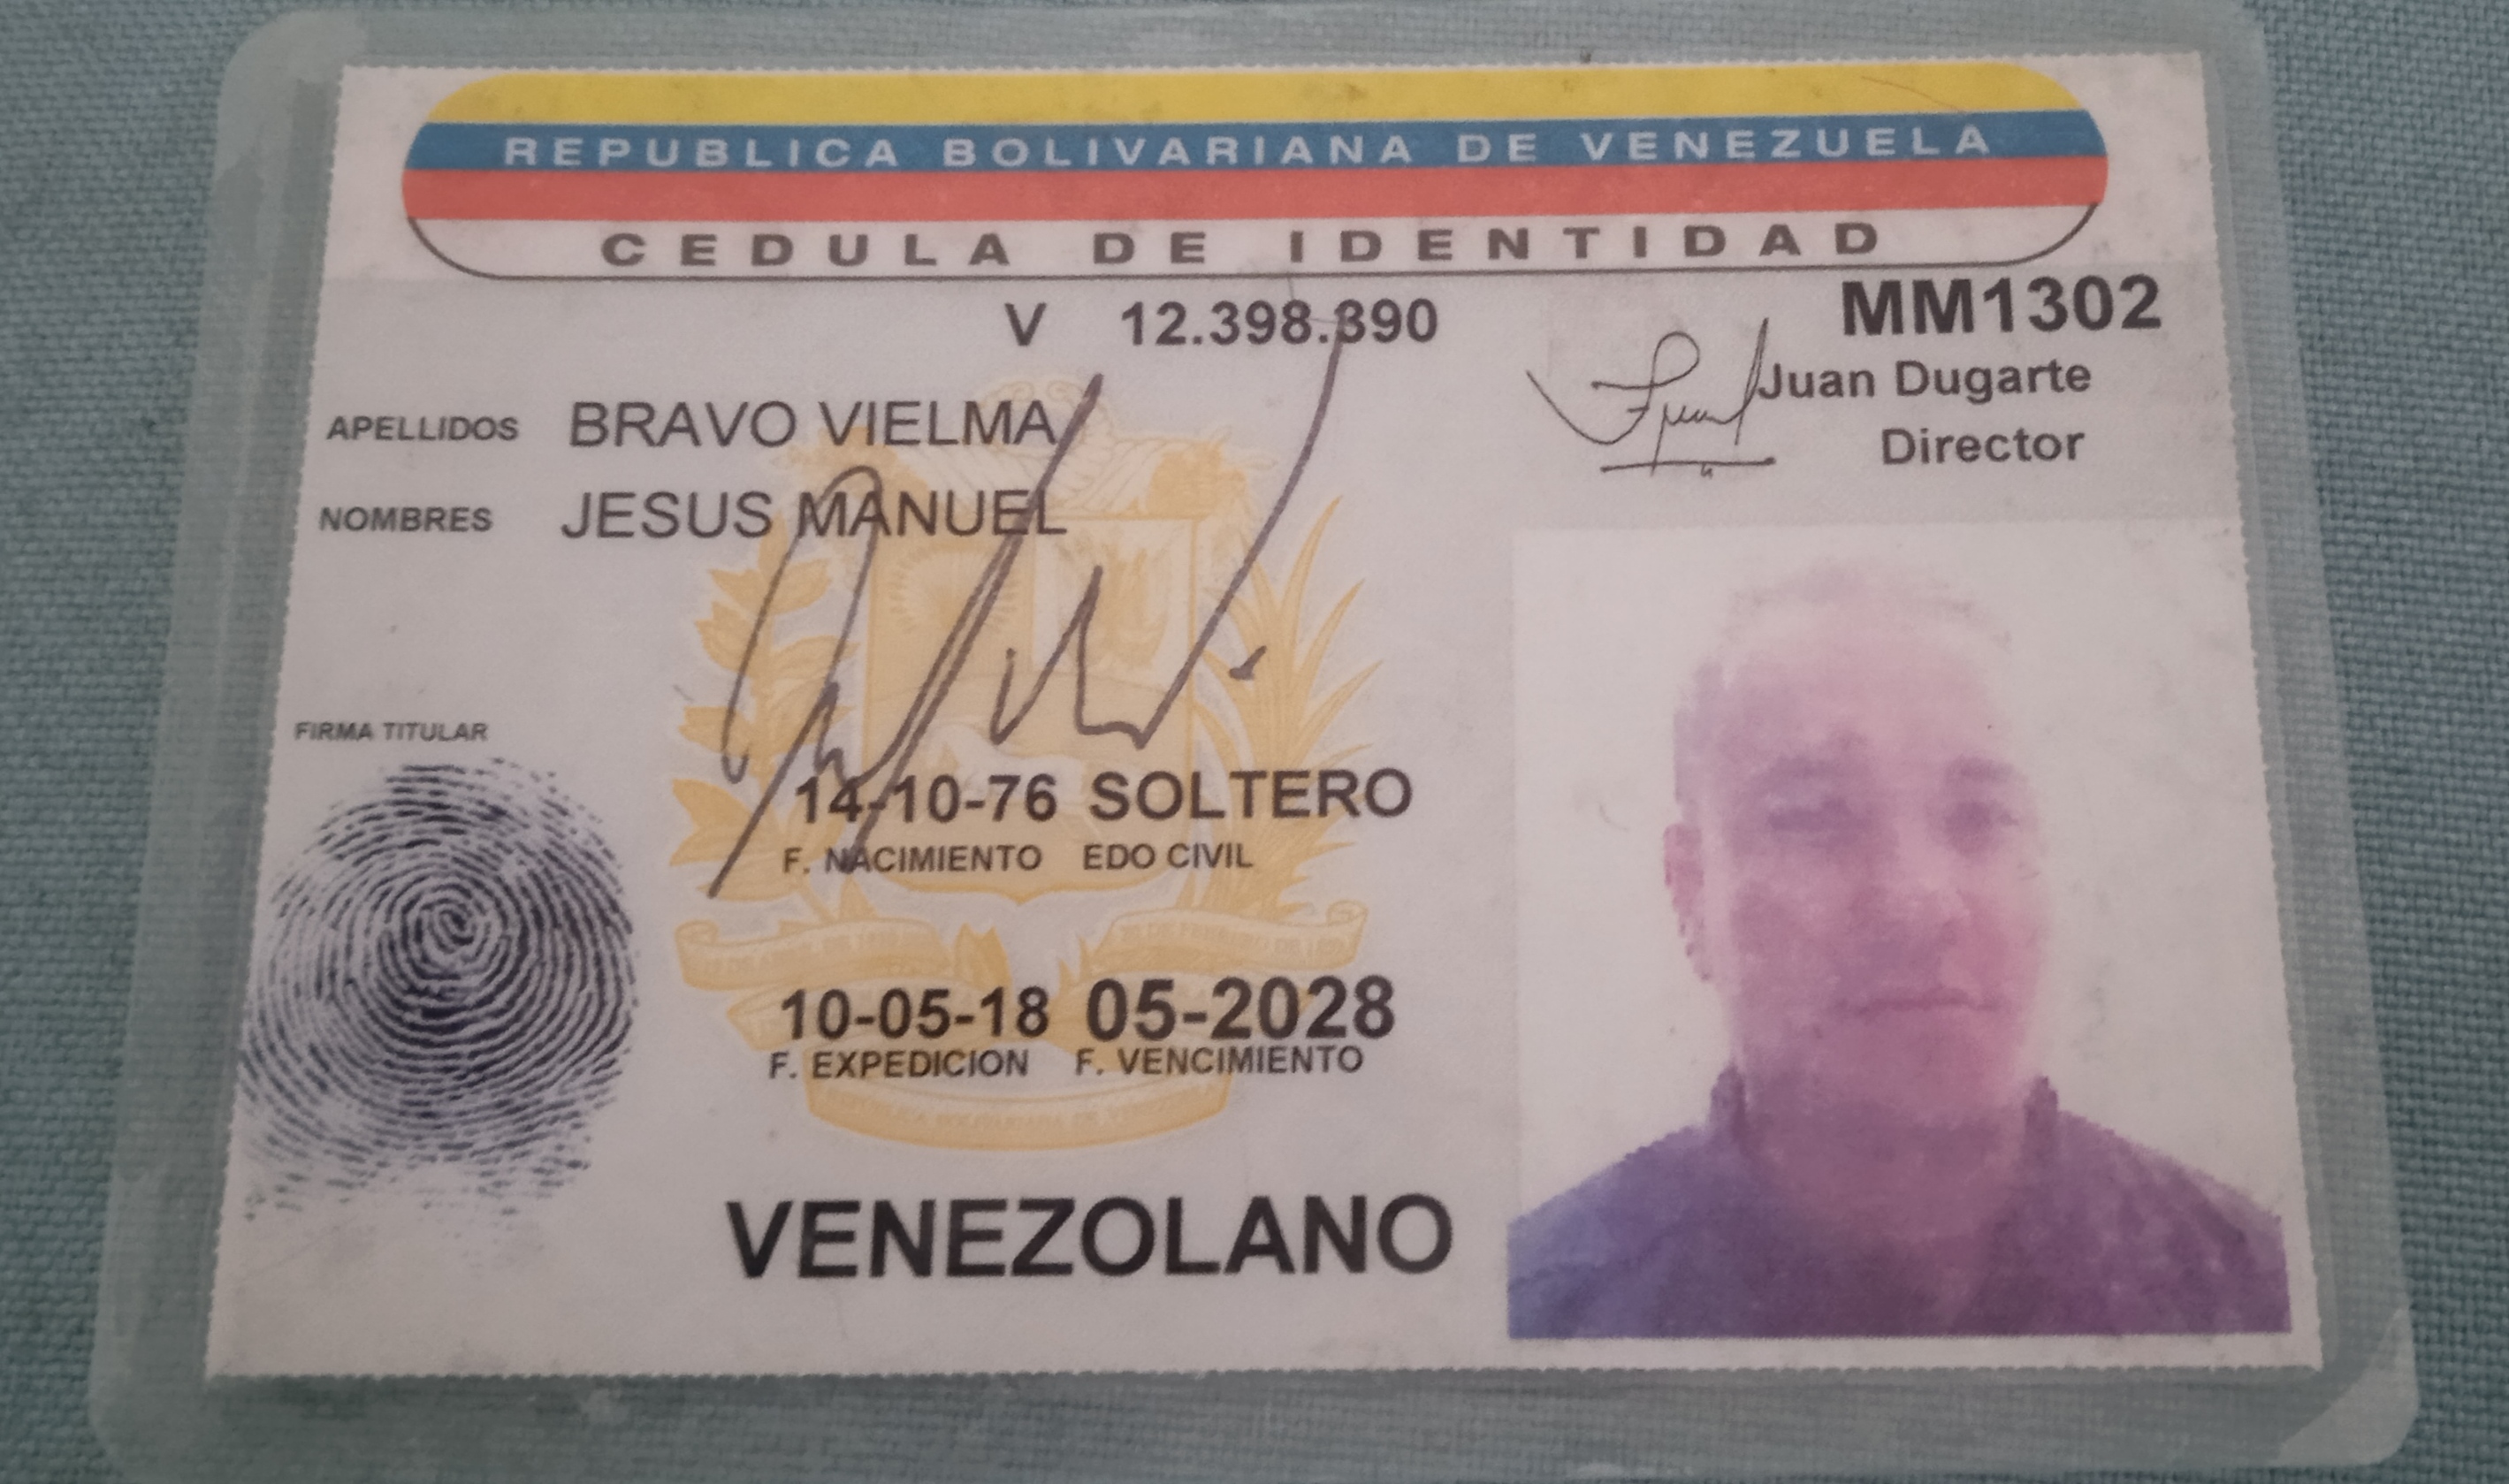 REPUBLICA BOLIVARIANA DE VENEZUELA
CEDULA DE IDENTIDAD
V 12.398.390
MM1302
Juan Dugarte
Director
APELLIDOS BRAVO VIELMA
NOMBRES JESUS MANUEL
FIRMA TITULAR
14-10-76 SOLTERO
F. NACIMIENTO EDO CIVIL
10-05-18 05-2028
F. EXPEDICION F. VENCIMIENTO
VENEZOLANO